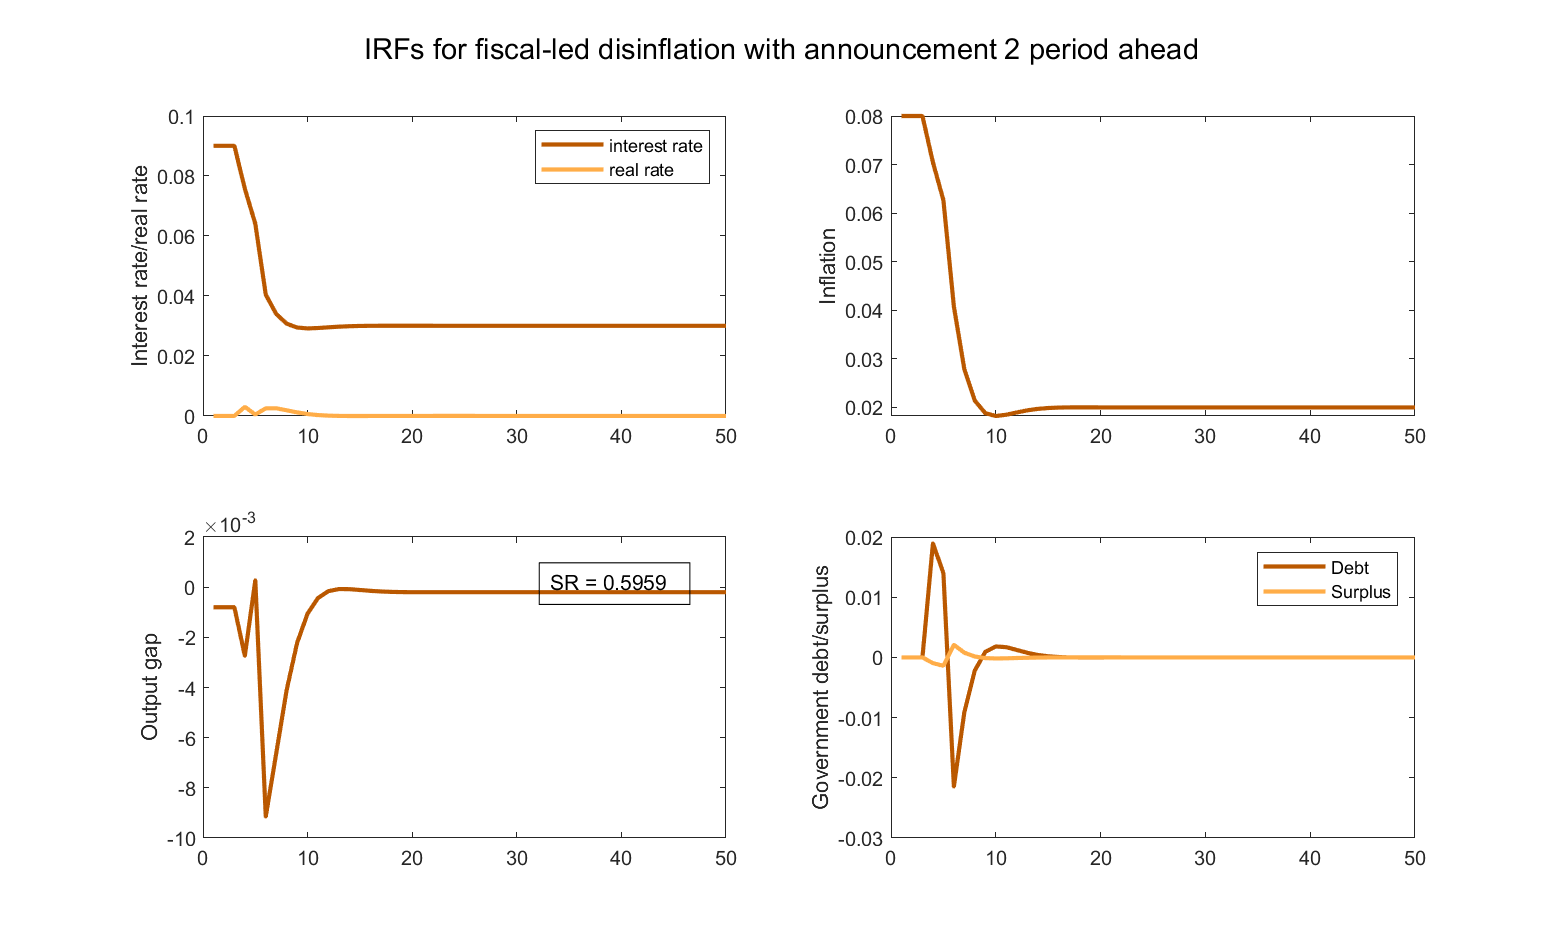 IRFs for fiscal-led disinflation with announcement 2 period ahead
Interest rate/real rate
0.1
0.08
0.06
0.04
0.02
0
interest rate
real rate
0 10 20 30 40 50
Inflation
0.08
0.07
0.06
0.05
0.04
0.03
0.02
0 10 20 30 40 50
Output gap
×10-3
2
0
-2
-4
-6
-8
-10
SR = 0.5959
0 10 20 30 40 50
Government debt/surplus
0.02
0.01
0
-0.01
-0.02
-0.03
Debt
Surplus
0 10 20 30 40 50